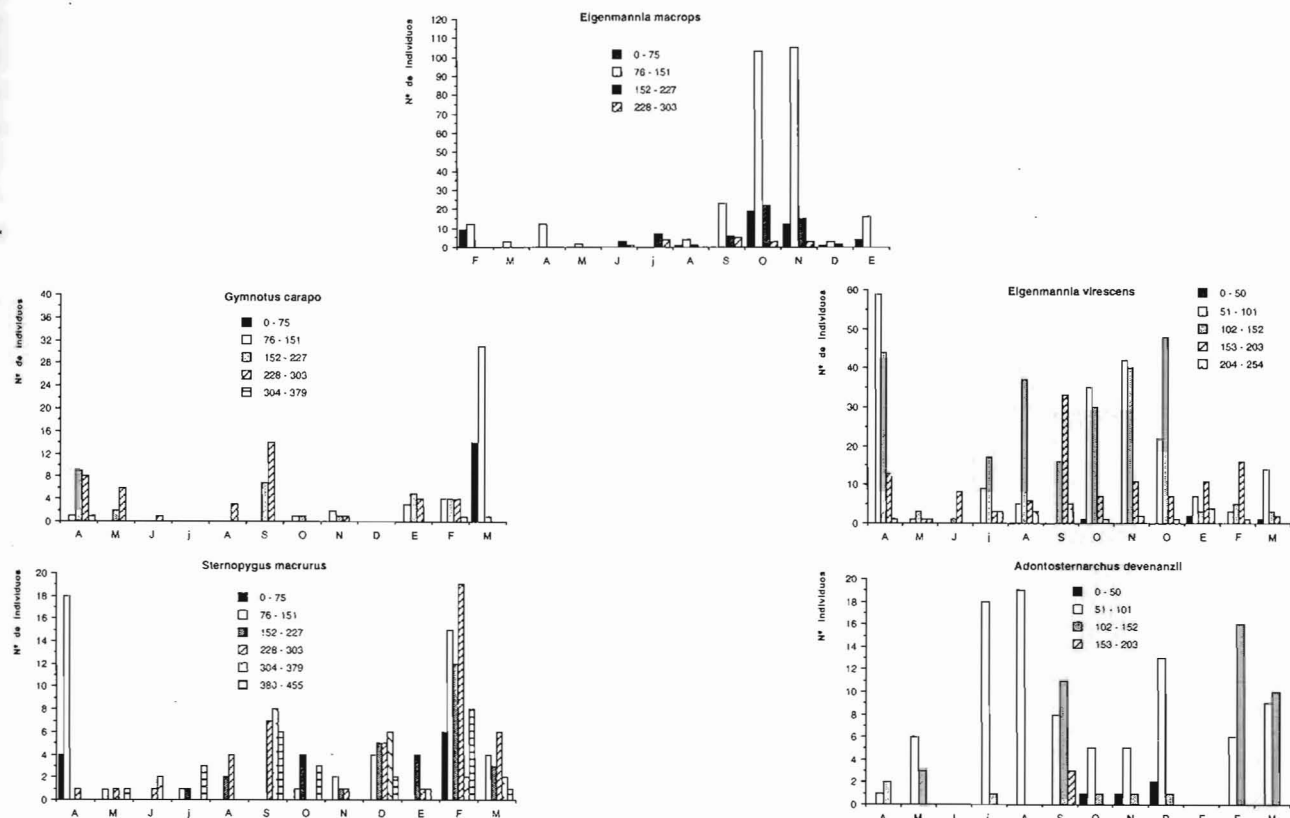 Eigenmannia macrops
Nº de individuos
120
110
100
90
80
70
60
50
40
30
20
10
0
0 - 75
76 - 151
152 - 227
228 - 303
F M A M J j A S O N D E
Gymnotus carapo
Nº de individuos
40
36
32
28
24
20
16
12
8
4
0
0 - 75
76 - 151
152 - 227
228 - 303
304 - 379
A M J j A S O N D E F M
Eigenmannia virescens
Nº de individuos
60
50
40
30
20
10
0
0 - 50
51 - 101
102 - 152
153 - 203
204 - 254
A M J j A S O N O E F M
Sternopygus macrurus
Nº de individuos
20
18
16
14
12
10
8
6
4
2
0
0 - 75
76 - 151
152 - 227
228 - 303
304 - 379
380 - 455
A M J j A S O N D E F M
Adontosternarchus devenanzii
Nº individuos
20
18
16
14
12
10
8
6
4
2
0
0 - 50
51 - 101
102 - 152
153 - 203
A M J j A S O N D E F M